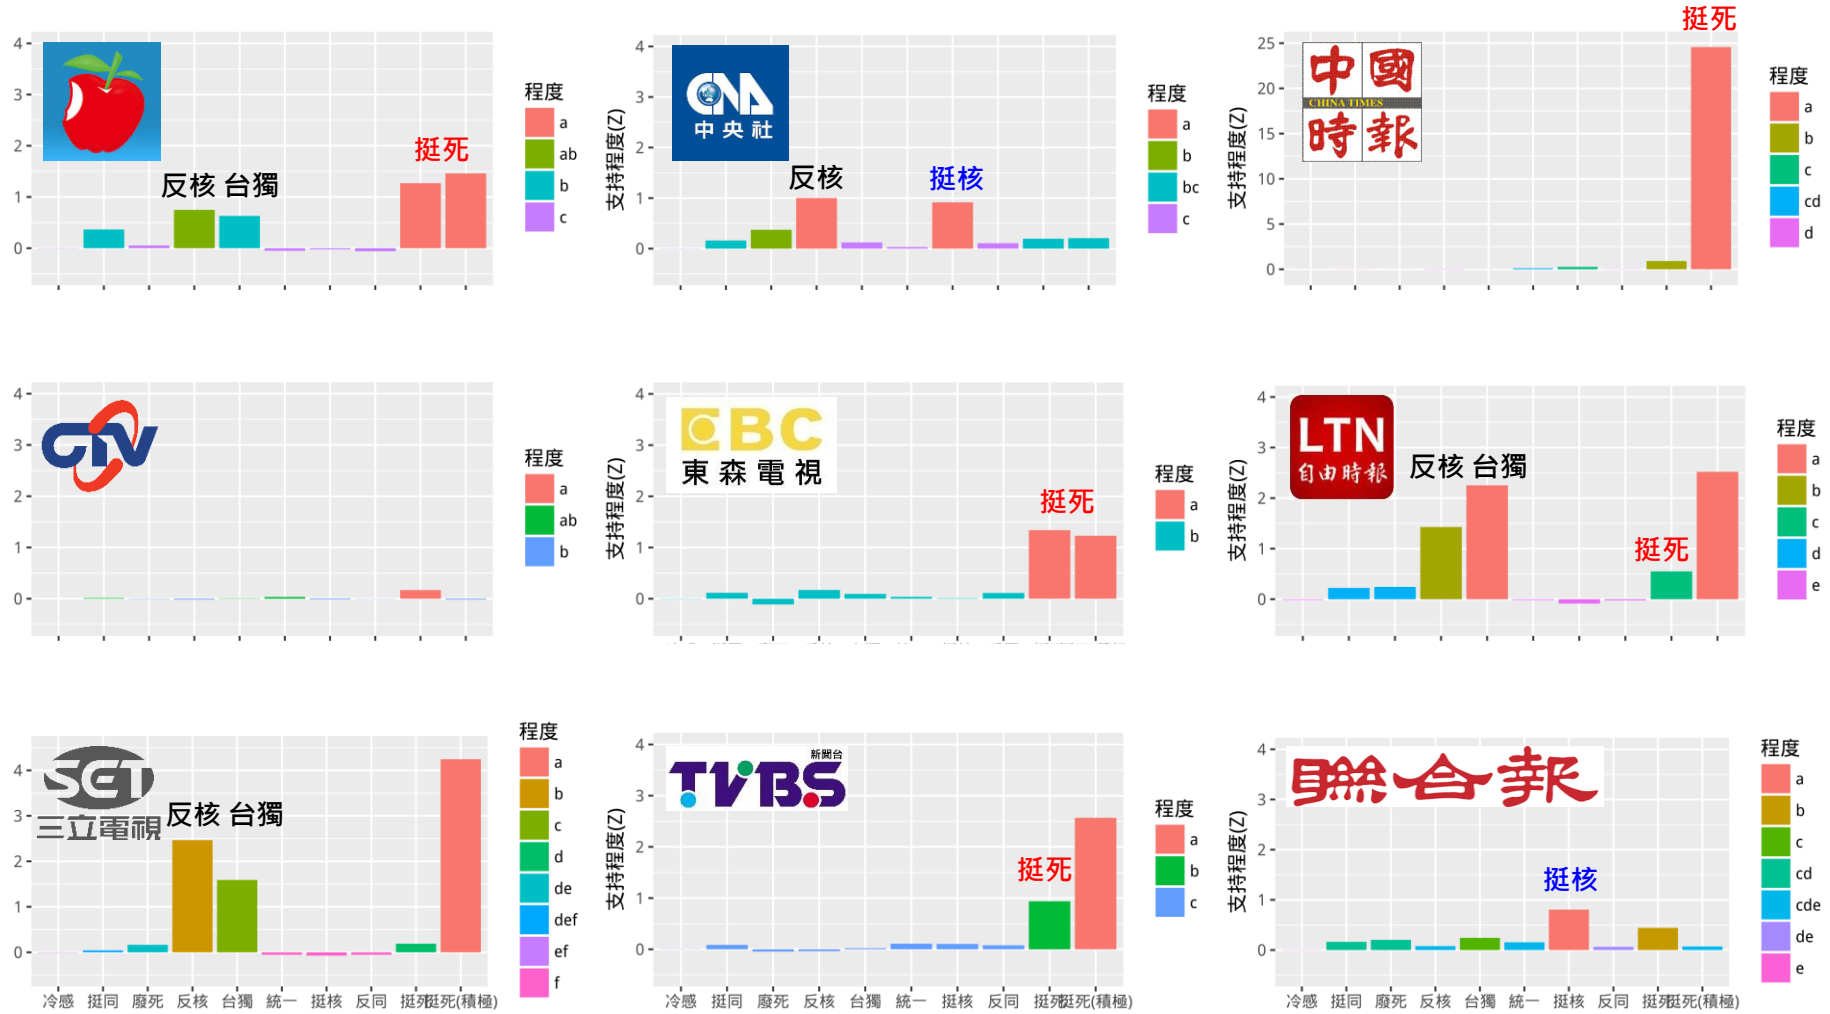 4
3
2
1
0
反核 台獨
挺死
程度
a
ab
b
c
支持程度(Z)
4
3
2
1
0
CNA
中央社
反核
挺核
程度
a
b
bc
c
支持程度(Z)
25
20
15
10
5
0
中國
CHINA TIMES
時報
挺死
程度
a
b
c
cd
d
4
3
2
1
0
CTV
程度
a
ab
b
支持程度(Z)
4
3
2
1
0
EBC
東森電視
挺死
程度
a
b
支持程度(Z)
4
3
2
1
0
LTN
自由時報
反核 台獨
挺死
程度
a
b
c
d
e
4
3
2
1
0
SET
三立電視
反核 台獨
程度
a
b
c
d
de
def
ef
f
冷感 挺同 廢死 反核 台獨 統一 挺核 反同 挺死 挺死(積極)
支持程度(Z)
4
3
2
1
0
新聞台
TVBS
挺死
程度
a
b
c
冷感 挺同 廢死 反核 台獨 統一 挺核 反同 挺死 挺死(積極)
支持程度(Z)
4
3
2
1
0
聯合報
挺核
程度
a
b
c
cd
cde
de
e
冷感 挺同 廢死 反核 台獨 統一 挺核 反同 挺死 挺死(積極)